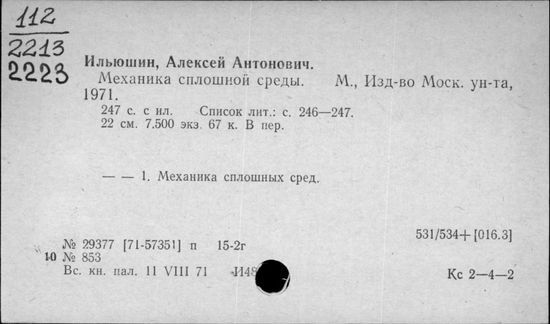 112
2213
2223
Ильюшин, Алексей Антонович.
Механика сплошной среды. М., Изд-во Моск. ун-та,
1971.
247 с. с ил. Список лит.: с. 246—247.
22 см. 7.500 экз. 67 к. В пер.
— — 1. Механика сплошных сред.
531/534+[016.3]
№ 29377 [71-57351] п 15-2г
10 № 853
Вс. кн. пал. 11 VIII 71 И48
Кс 2—4—2